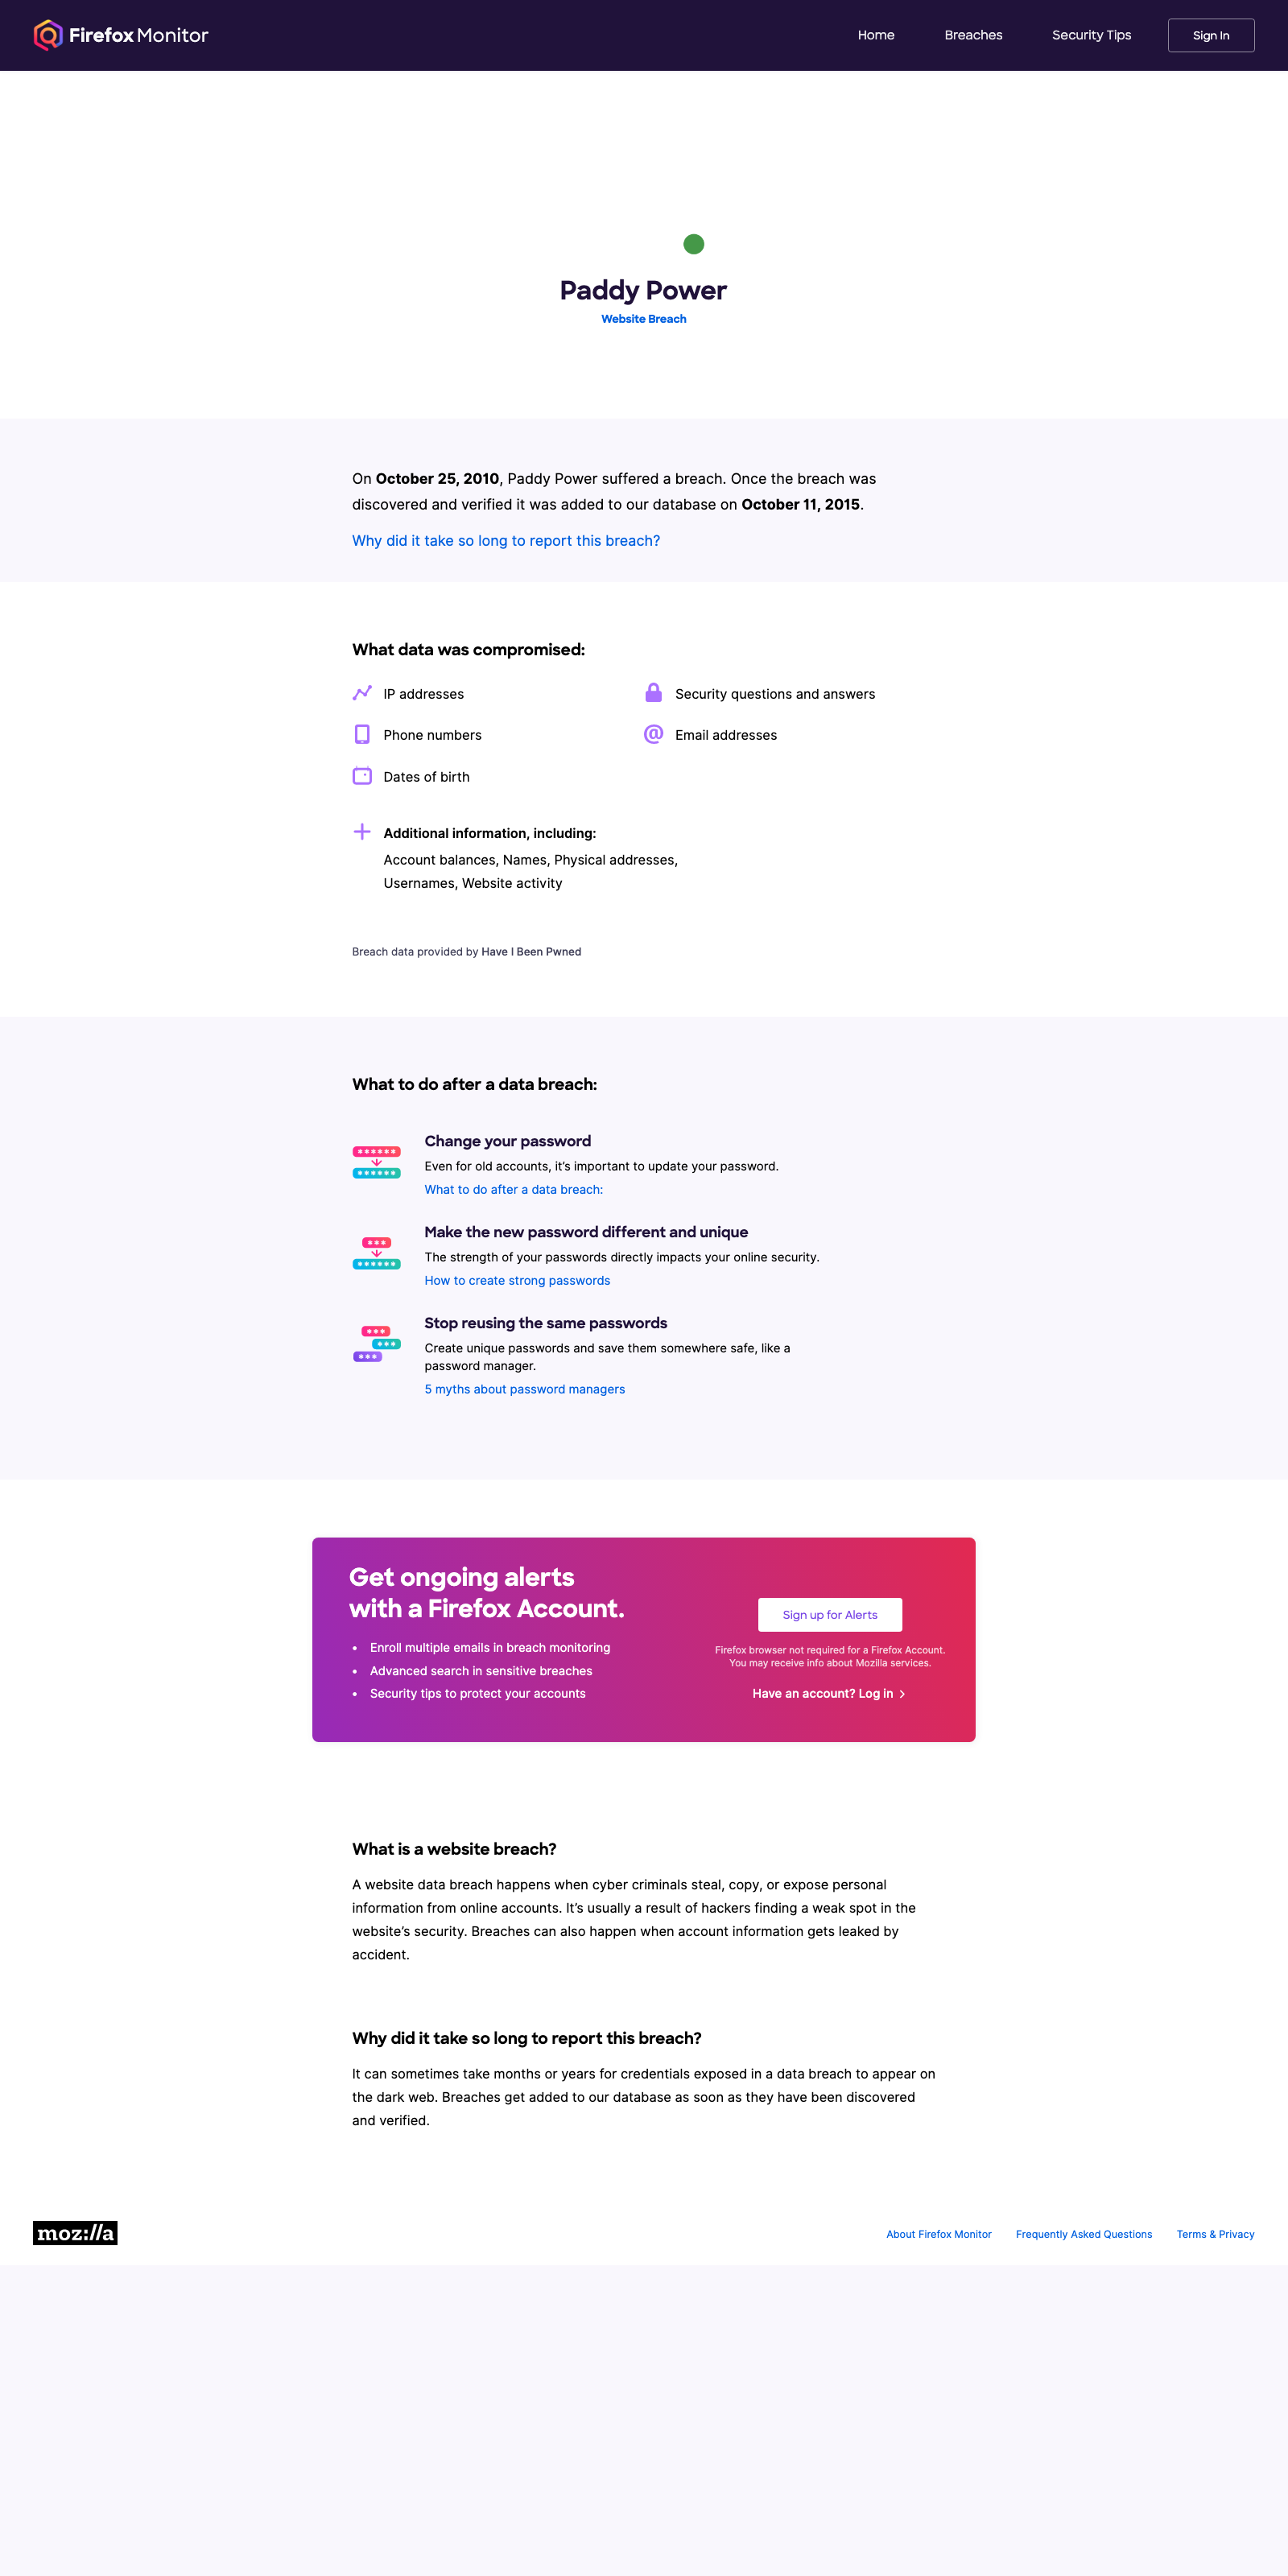 Firefox Monitor
Home
Breaches
Security Tips
Sign In
Paddy Power
Website Breach
On October 25, 2010, Paddy Power suffered a breach. Once the breach was
discovered and verified it was added to our database on October 11, 2015.
Why did it take so long to report this breach?
What data was compromised:
IP addresses
Security questions and answers
Phone numbers
Email addresses
Dates of birth
Additional information, including:
Account balances, Names, Physical addresses,
Usernames, Website activity
Breach data provided by Have I Been Pwned
What to do after a data breach:
Change your password
Even for old accounts, it’s important to update your password.
What to do after a data breach:
Make the new password different and unique
The strength of your passwords directly impacts your online security.
How to create strong passwords
Stop reusing the same passwords
Create unique passwords and save them somewhere safe, like a
password manager.
5 myths about password managers
Get ongoing alerts
with a Firefox Account.
• Enroll multiple emails in breach monitoring
• Advanced search in sensitive breaches
• Security tips to protect your accounts
Sign up for Alerts
Firefox browser not required for a Firefox Account.
You may receive info about Mozilla services.
Have an account? Log in
What is a website breach?
A website data breach happens when cyber criminals steal, copy, or expose personal
information from online accounts. It’s usually a result of hackers finding a weak spot in the
website’s security. Breaches can also happen when account information gets leaked by
accident.
Why did it take so long to report this breach?
It can sometimes take months or years for credentials exposed in a data breach to appear on
the dark web. Breaches get added to our database as soon as they have been discovered
and verified.
moz://a
About Firefox Monitor
Frequently Asked Questions
Terms & Privacy